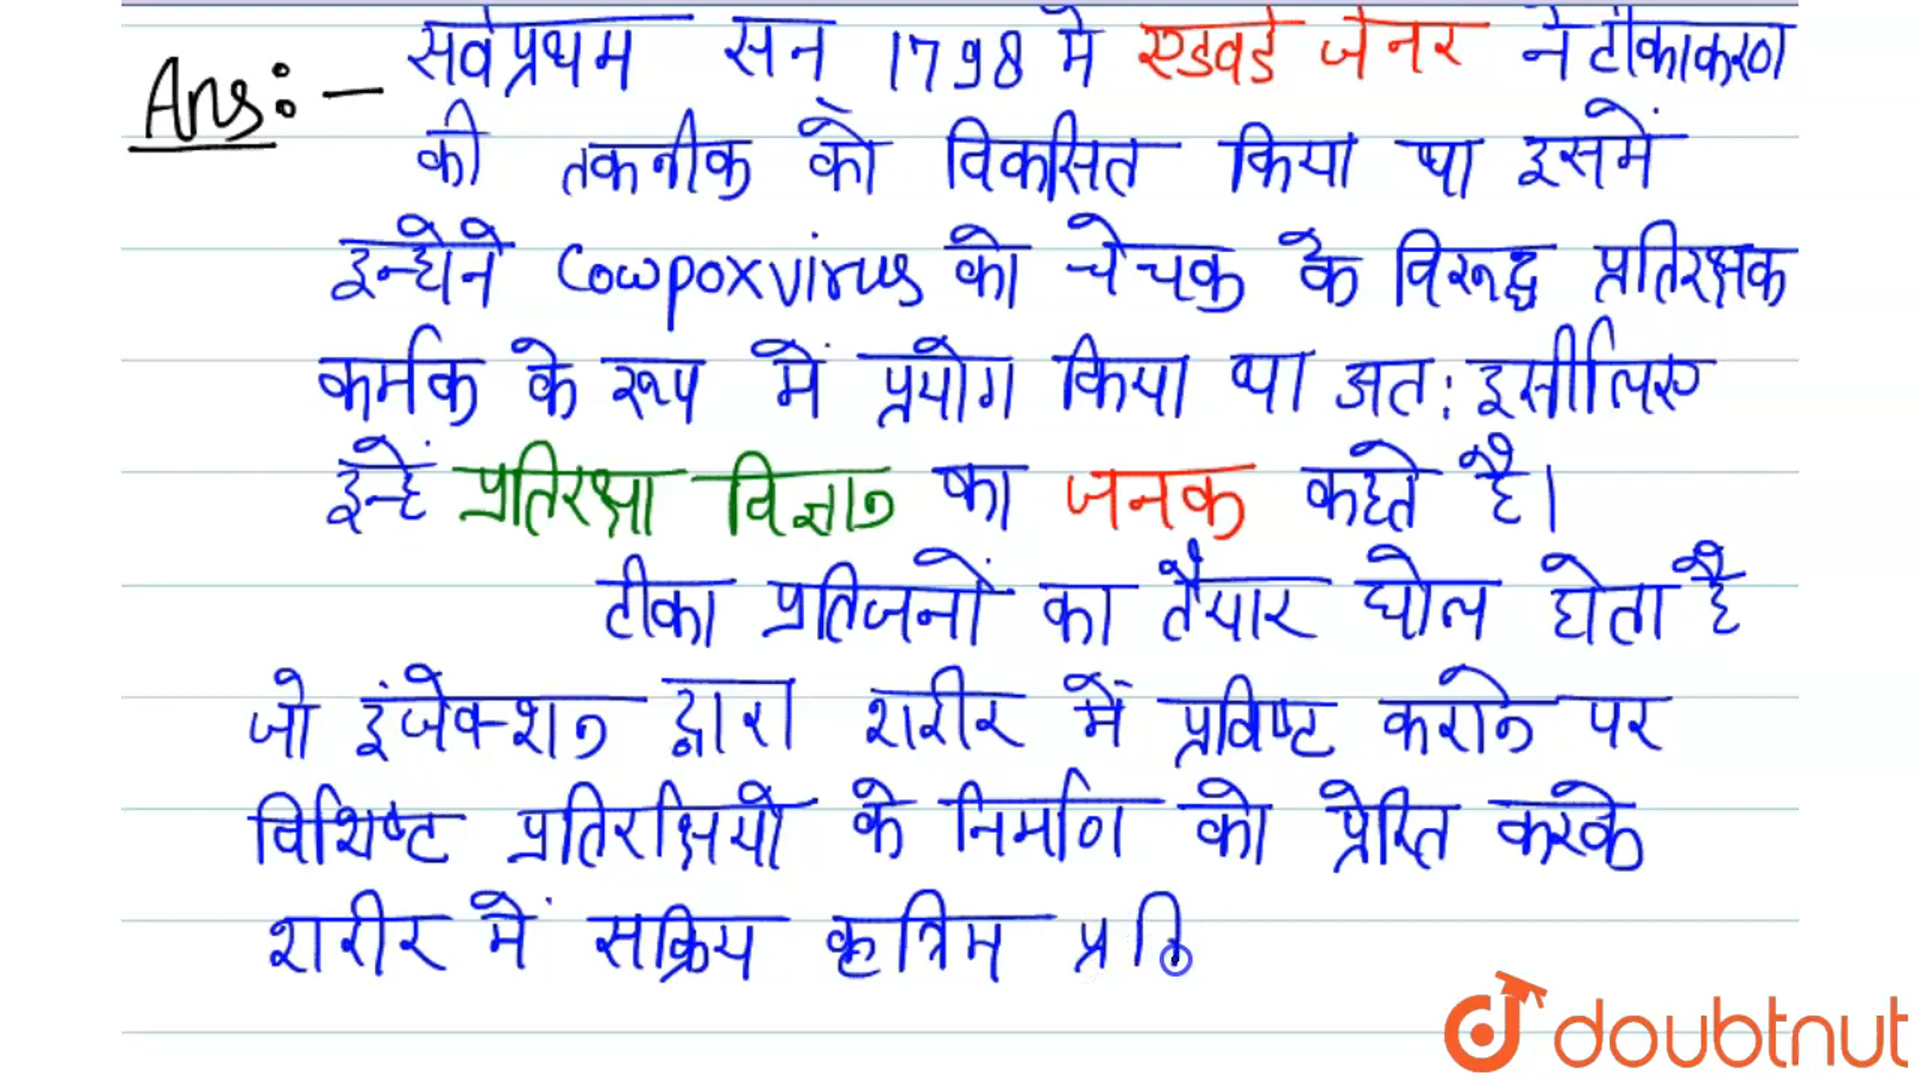 Ans:- सर्वप्रथम सन 1798 में एडवर्ड जेनर ने टीकाकरण
की तकनीक को विकसित किया था इसमें
इन्होने Cowpoxvirus को चेचक के विरूद्ध प्रतिरक्षक
कर्मक के रूप में प्रयोग किया था अतः इसीलिए
इन्हें प्रतिरक्षा विज्ञान का जनक कहते है।
टीका प्रतिजनों का तैयार घोल होता है
जो इंजेक्शन द्वारा शरीर में प्रविष्ट कराने पर
विशिष्ट प्रतिरक्षियों के निर्माण को प्रेरित करके
शरीर में सक्रिय कृत्रिम प्रति
doubtnut